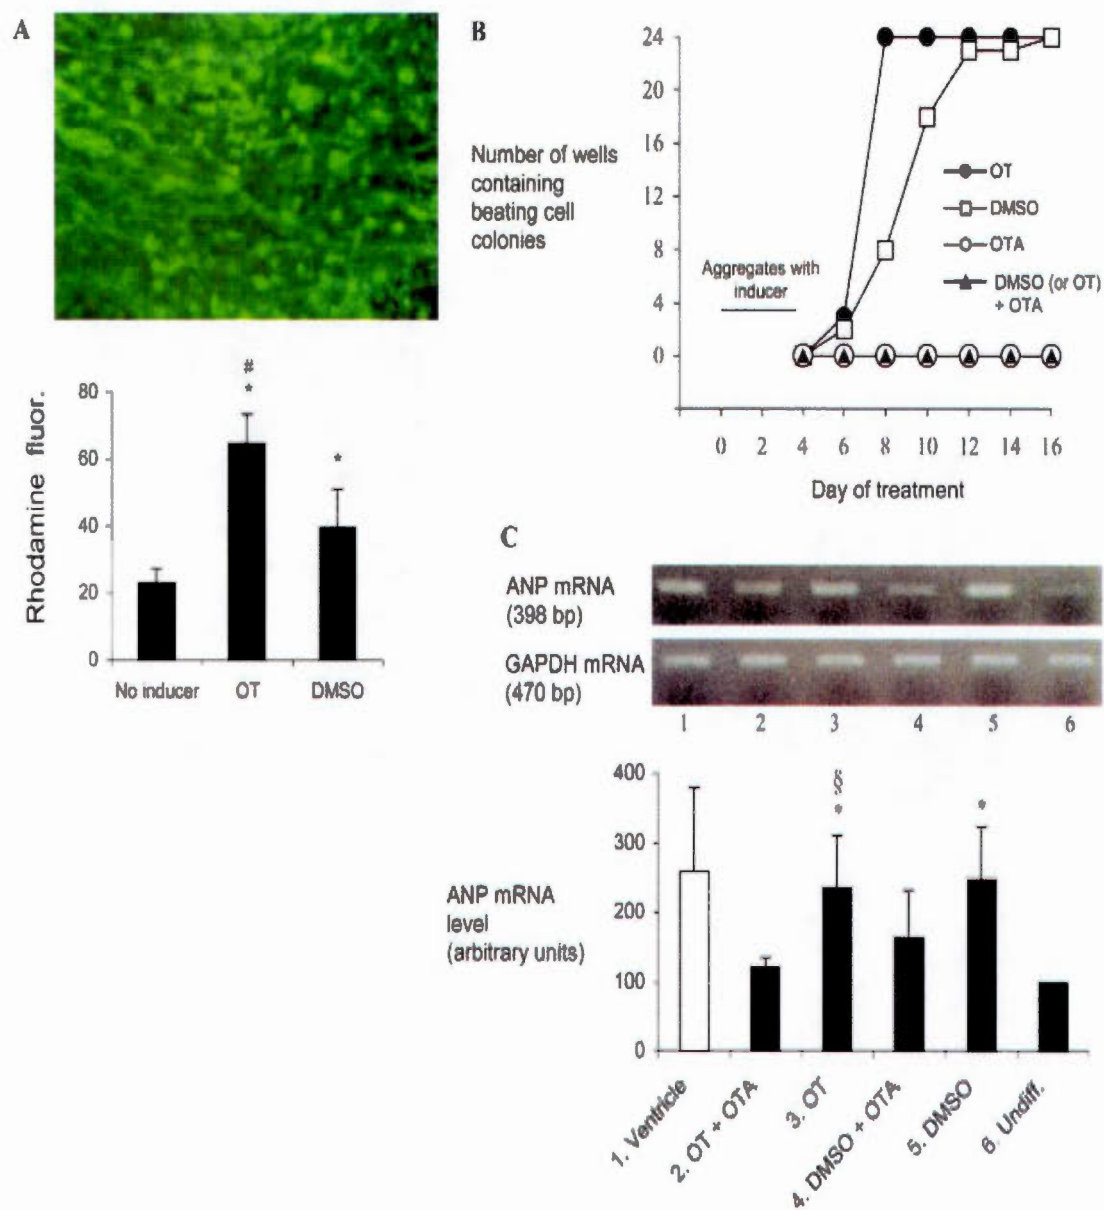 A
80
60
40
20
0
Rhodamine fluor.
#
*
*
No inducer OT DMSO
B
24
20
16
12
8
4
0
Number of wells
containing
beating cell
colonies
Aggregates with
inducer
OT
DMSO
OTA
DMSO (or OT)
+ OTA
0 2 4 6 8 10 12 14 16
Day of treatment
C
ANP mRNA
(398 bp)
GAPDH mRNA
(470 bp)
1 2 3 4 5 6
400
300
200
100
0
ANP mRNA
level
(arbitrary units)
§
*
*
1. Ventricle
2. OT + OTA
3. OT
4. DMSO + OTA
5. DMSO
6. Undiff.